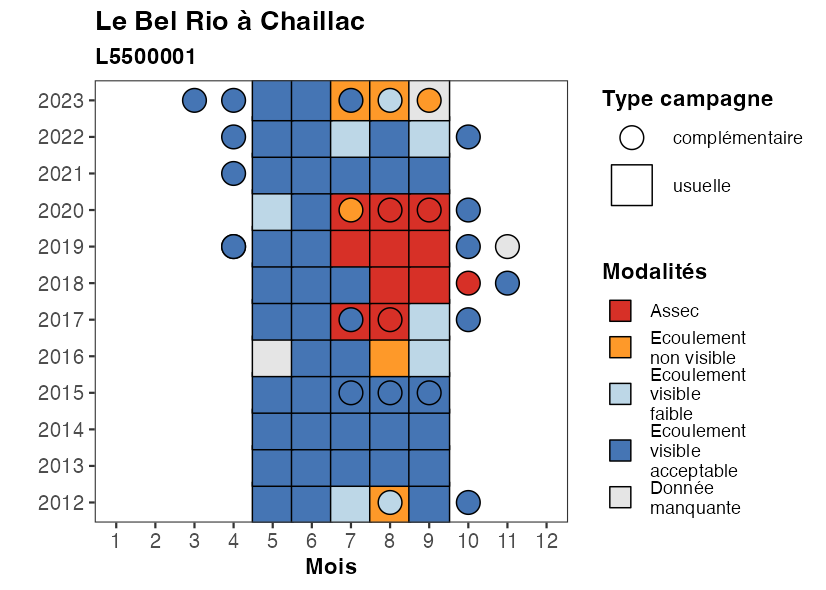 Le Bel Rio à Chaillac
L5500001
2023
2022
2021
2020
2019
2018
2017
2016
2015
2014
2013
2012
1 2 3 4 5 6 7 8 9 10 11 12
Mois
Type campagne
complémentaire
usuelle
Modalités
Assec
Ecoulement
non visible
Ecoulement
visible
faible
Ecoulement
visible
acceptable
Donnée
manquante